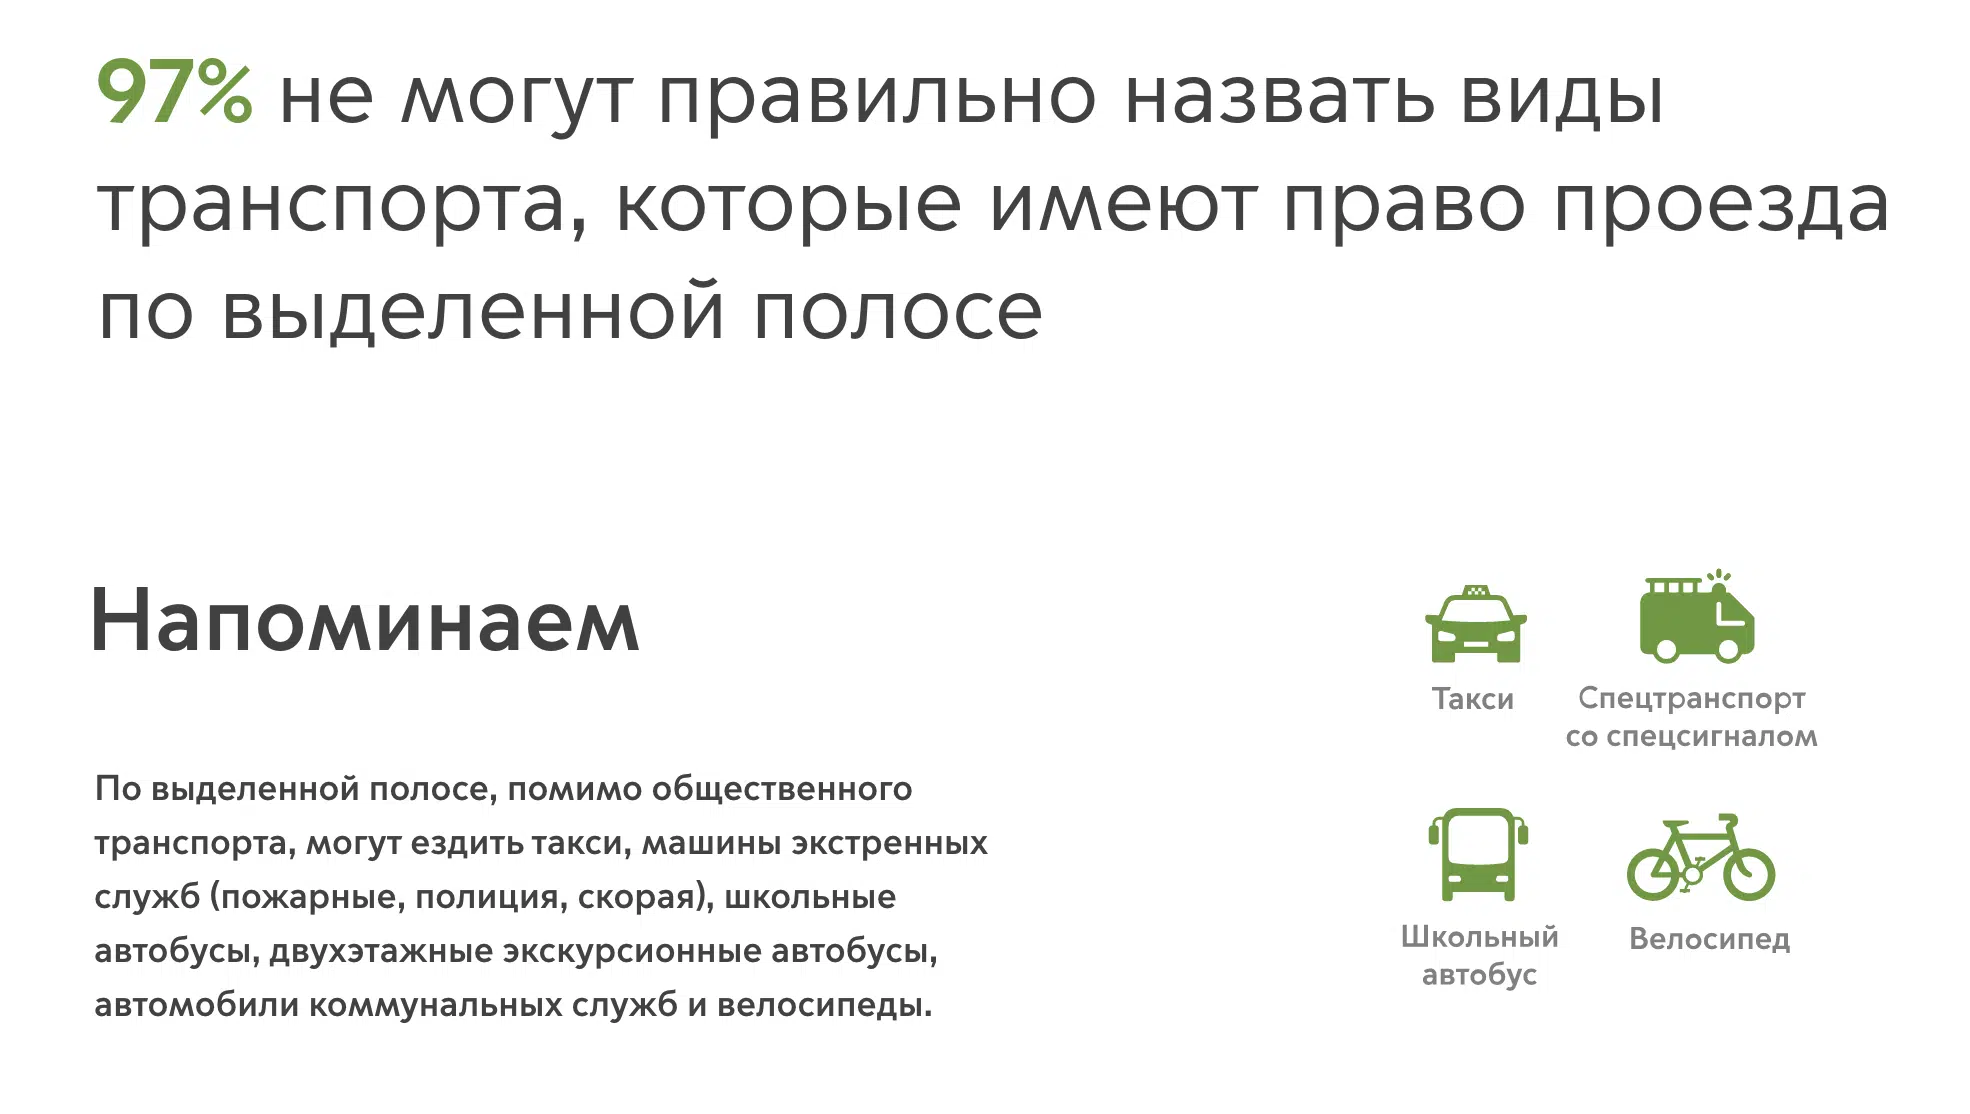 97% не могут правильно назвать виды
транспорта, которые имеют право проезда
по выделенной полосе
Напоминаем
По выделенной полосе, помимо общественного
транспорта, могут ездить такси, машины экстренных
служб (пожарные, полиция, скорая), школьные
автобусы, двухэтажные экскурсионные автобусы,
автомобили коммунальных служб и велосипеды.
Такси
Спецтранспорт
со спецсигналом
Школьный
автобус
Велосипед